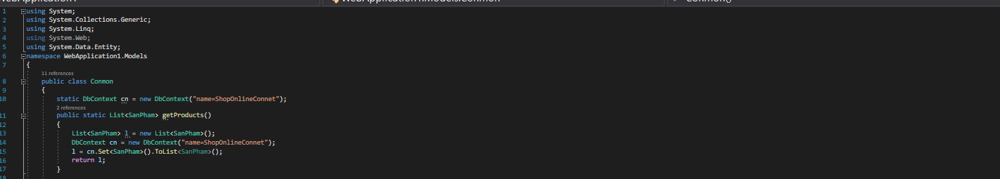 WebApplication1
WebApplication1.Models.Conmon
Conmon()
1 using System;
2 using System.Collections.Generic;
3 using System.Linq;
4 using System.Web;
5 using System.Data.Entity;
6 namespace WebApplication1.Models
7 {
11 references
8 public class Conmon
9 {
10 static DbContext cn = new DbContext("name=ShopOnlineConnet");
2 references
11 public static List<SanPham> getProducts()
12 {
13 List<SanPham> l = new List<SanPham>();
14 DbContext cn = new DbContext("name=ShopOnlineConnet");
15 l = cn.Set<SanPham>().ToList<SanPham>();
16 return l;
17 }
18